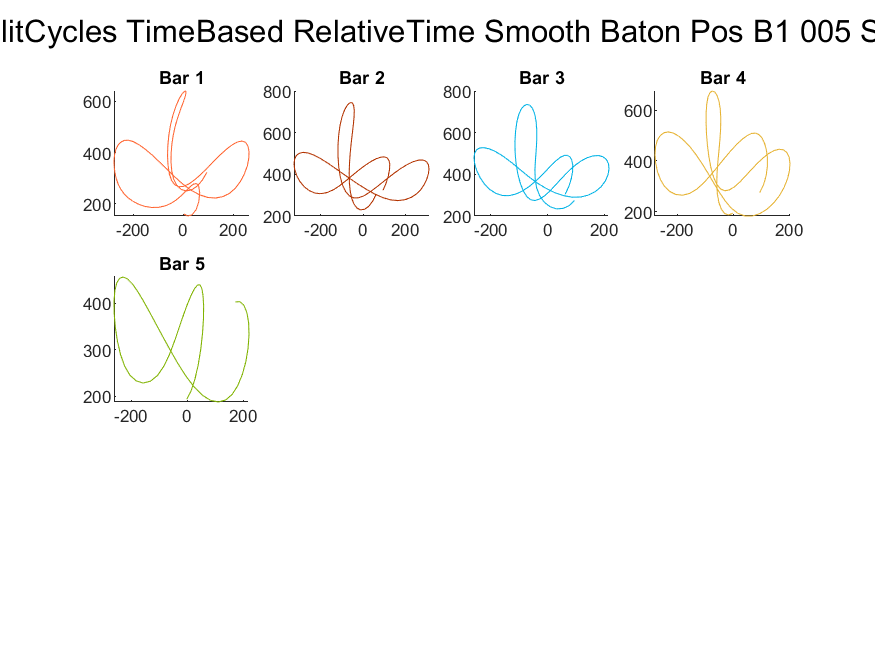 litCycles TimeBased RelativeTime Smooth Baton Pos B1 005 S
Bar 1 Bar 2 Bar 3 Bar 4
600 400 200 -200 0 200
800 600 400 200 -200 0 200
800 600 400 200 -200 0 200
600 400 200 -200 0 200
Bar 5
400 300 200 -200 0 200